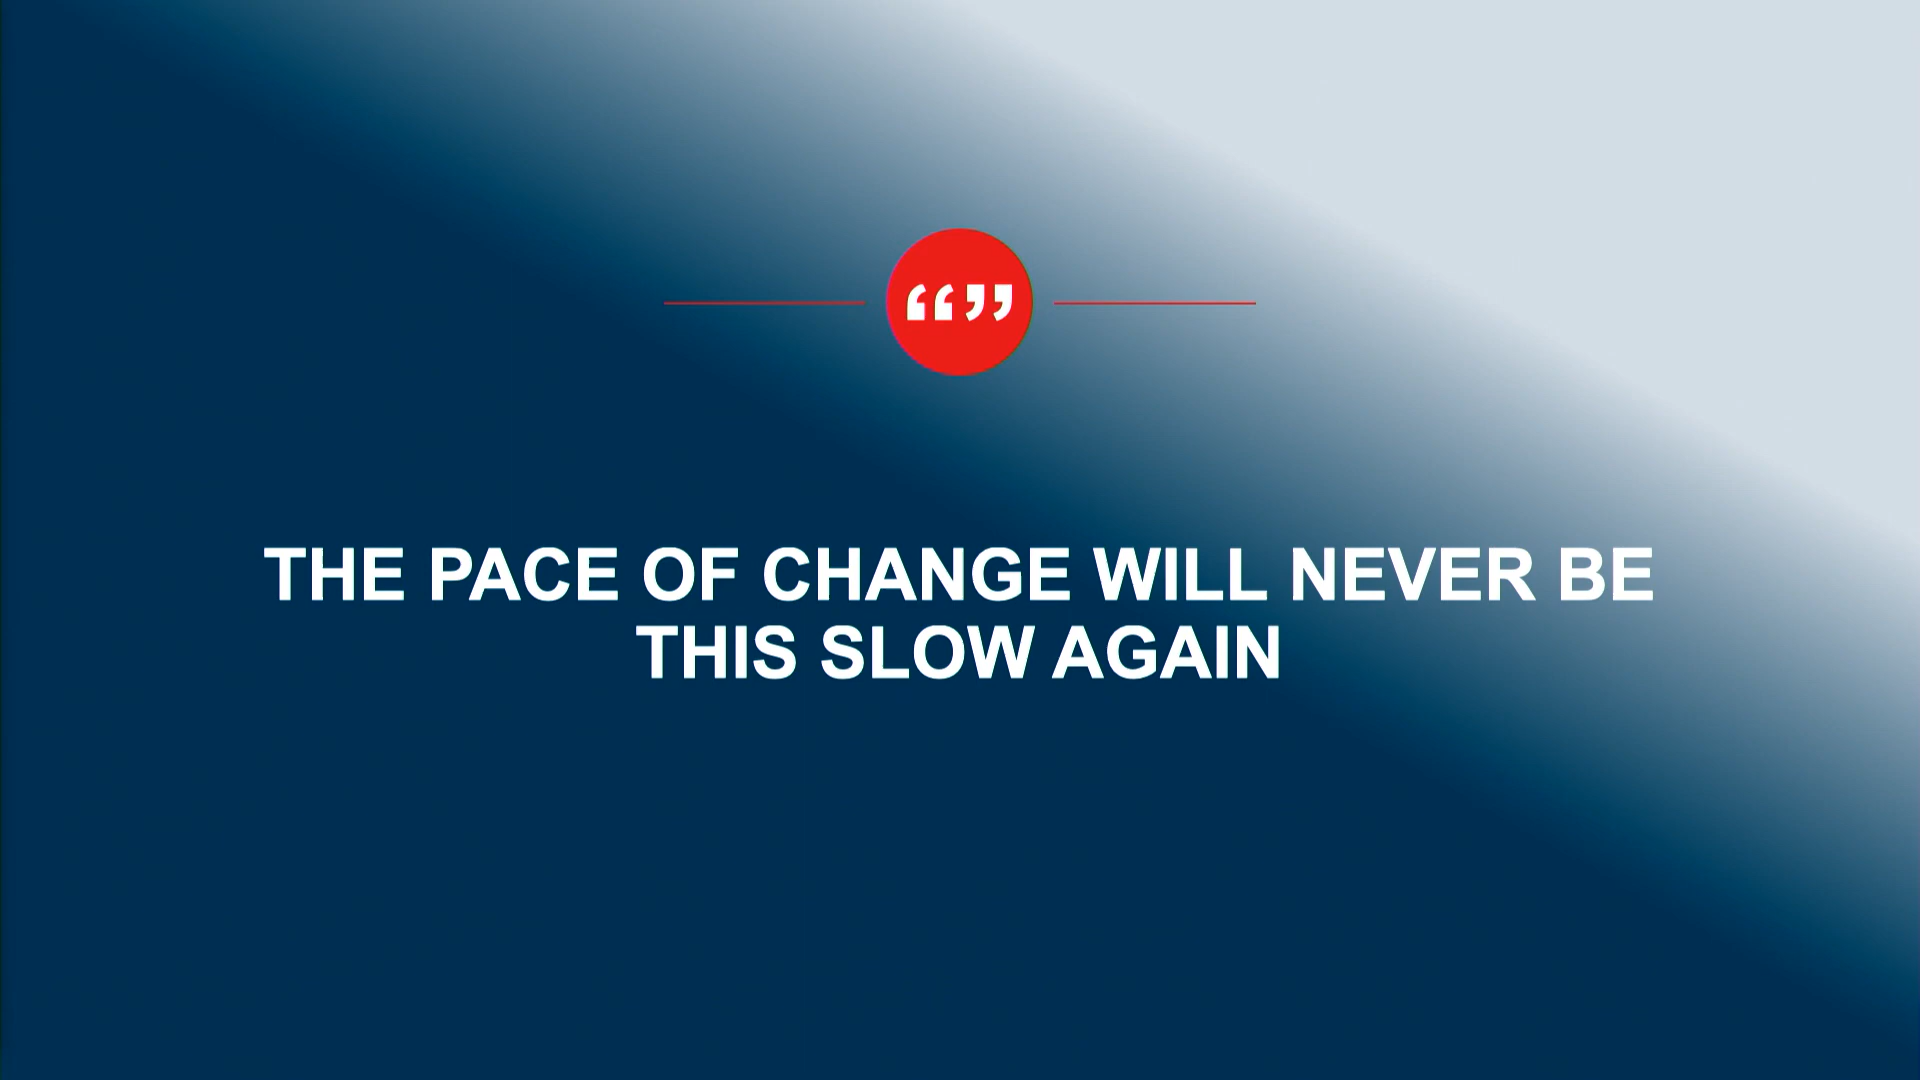 “”
THE PACE OF CHANGE WILL NEVER BE
THIS SLOW AGAIN